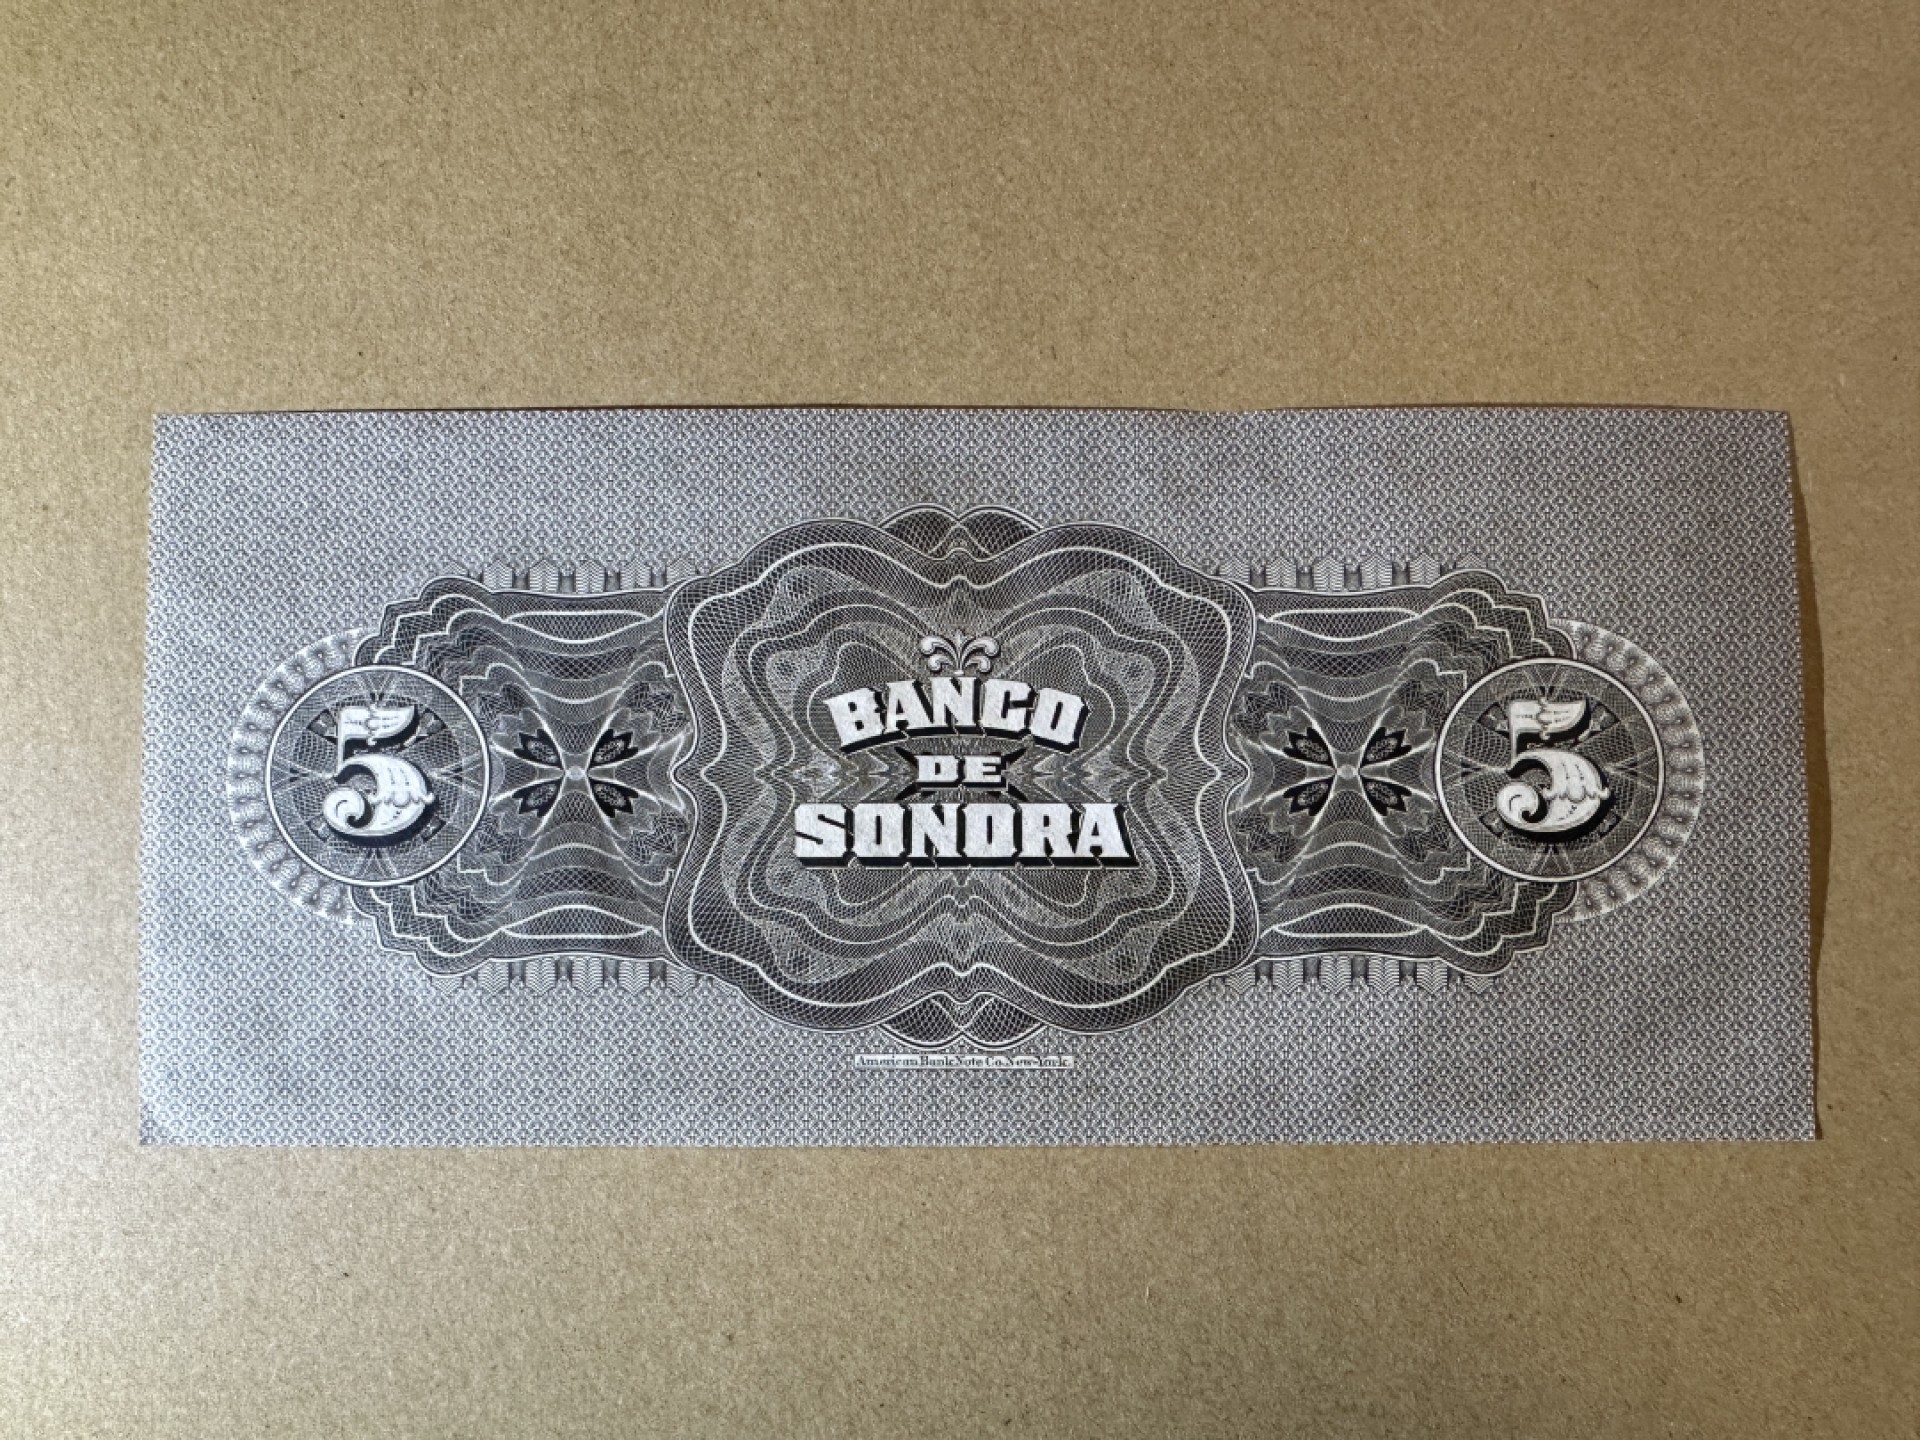 BANCO
DE
SONORA
5
5
American Bank Note Co. New-York.